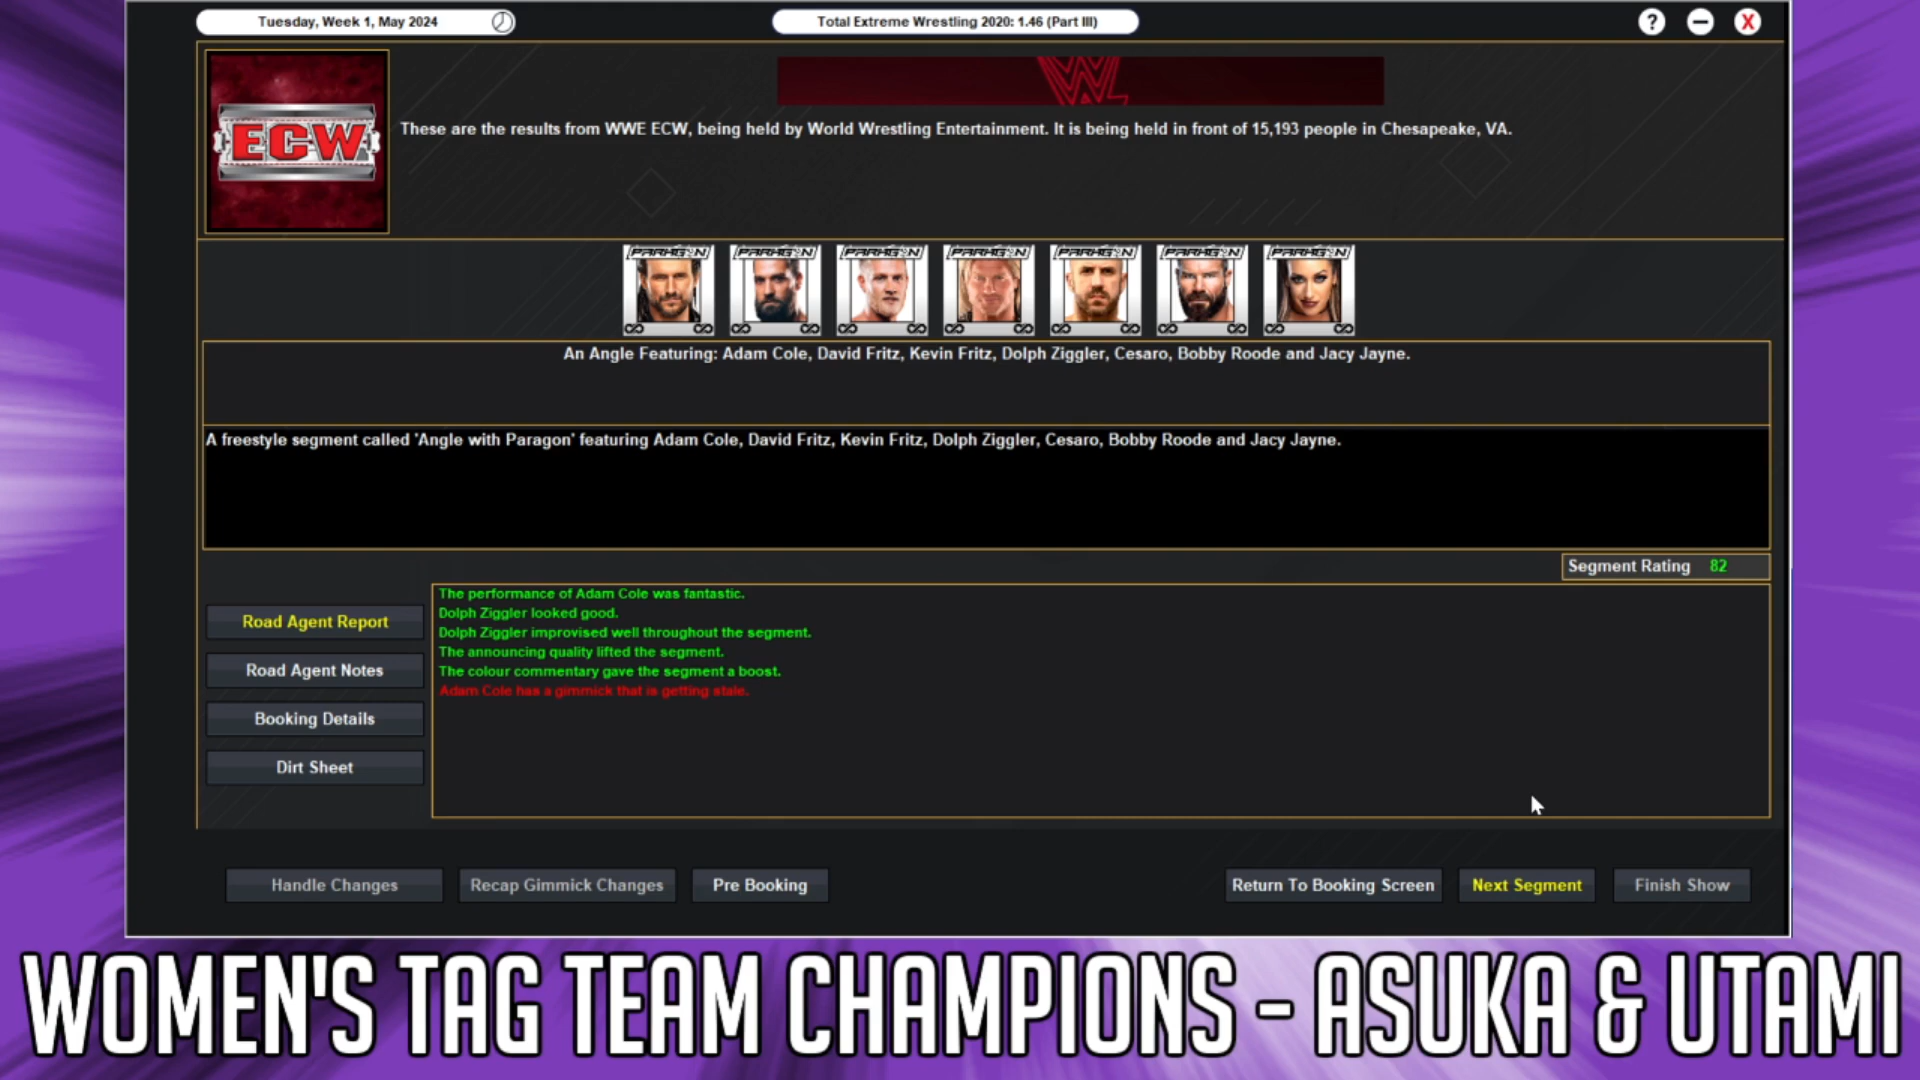 Tuesday, Week 1, May 2024
Total Extreme Wrestling 2020: 1.46 (Part III)
?
X
ECW
These are the results from WWE ECW, being held by World Wrestling Entertainment. It is being held in front of 15,193 people in Chesapeake, VA.
An Angle Featuring: Adam Cole, David Fritz, Kevin Fritz, Dolph Ziggler, Cesaro, Bobby Roode and Jacy Jayne.
A freestyle segment called 'Angle with Paragon' featuring Adam Cole, David Fritz, Kevin Fritz, Dolph Ziggler, Cesaro, Bobby Roode and Jacy Jayne.
Segment Rating 82
Road Agent Report
Road Agent Notes
Booking Details
Dirt Sheet
The performance of Adam Cole was fantastic.
Dolph Ziggler looked good.
Dolph Ziggler improvised well throughout the segment.
The announcing quality lifted the segment.
The colour commentary gave the segment a boost.
Adam Cole has a gimmick that is getting stale.
Handle Changes
Recap Gimmick Changes
Pre Booking
Return To Booking Screen
Next Segment
Finish Show
WOMEN'S TAG TEAM CHAMPIONS - ASUKA & UTAMI